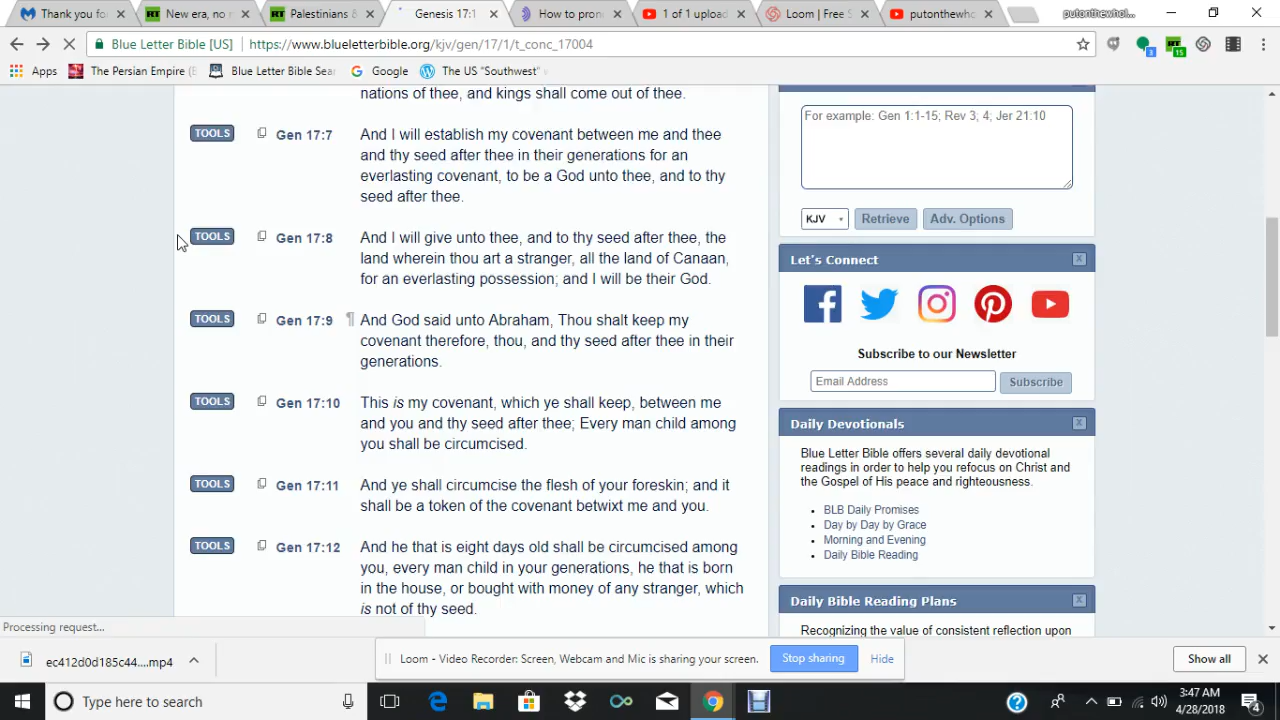 Thank you fo
New era, no m
Palestinians &
Genesis 17:1
How to pron
1 of 1 upload
Loom | Free S
putonthewh
putonthewhol...
Blue Letter Bible [US]
https://www.blueletterbible.org/kjv/gen/17/1/t_conc_17004
3
15
Apps
The Persian Empire (E
Blue Letter Bible Sea
Google
The US "Southwest"
nations of thee, and kings shall come out of thee.
TOOLS
Gen 17:7
And I will establish my covenant between me and thee
and thy seed after thee in their generations for an
everlasting covenant, to be a God unto thee, and to thy
seed after thee.
TOOLS
Gen 17:8
And I will give unto thee, and to thy seed after thee, the
land wherein thou art a stranger, all the land of Canaan,
for an everlasting possession; and I will be their God.
TOOLS
Gen 17:9
¶ And God said unto Abraham, Thou shalt keep my
covenant therefore, thou, and thy seed after thee in their
generations.
TOOLS
Gen 17:10
This is my covenant, which ye shall keep, between me
and you and thy seed after thee; Every man child among
you shall be circumcised.
TOOLS
Gen 17:11
And ye shall circumcise the flesh of your foreskin; and it
shall be a token of the covenant betwixt me and you.
TOOLS
Gen 17:12
And he that is eight days old shall be circumcised among
you, every man child in your generations, he that is born
in the house, or bought with money of any stranger, which
is not of thy seed.
For example: Gen 1:1-15; Rev 3, 4; Jer 21:10
KJV
Retrieve
Adv. Options
Let's Connect
X
Subscribe to our Newsletter
Email Address
Subscribe
Daily Devotionals
X
Blue Letter Bible offers several daily devotional
readings in order to help you refocus on Christ and
the Gospel of His peace and righteousness.
BLB Daily Promises
Day by Day by Grace
Morning and Evening
Daily Bible Reading
Daily Bible Reading Plans
X
Recognizing the value of consistent reflection upon
Processing request...
ec412d0d185c44....mp4
Loom - Video Recorder: Screen, Webcam and Mic is sharing your screen.
Stop sharing
Hide
Show all
Type here to search
3:47 AM
4/28/2018
4